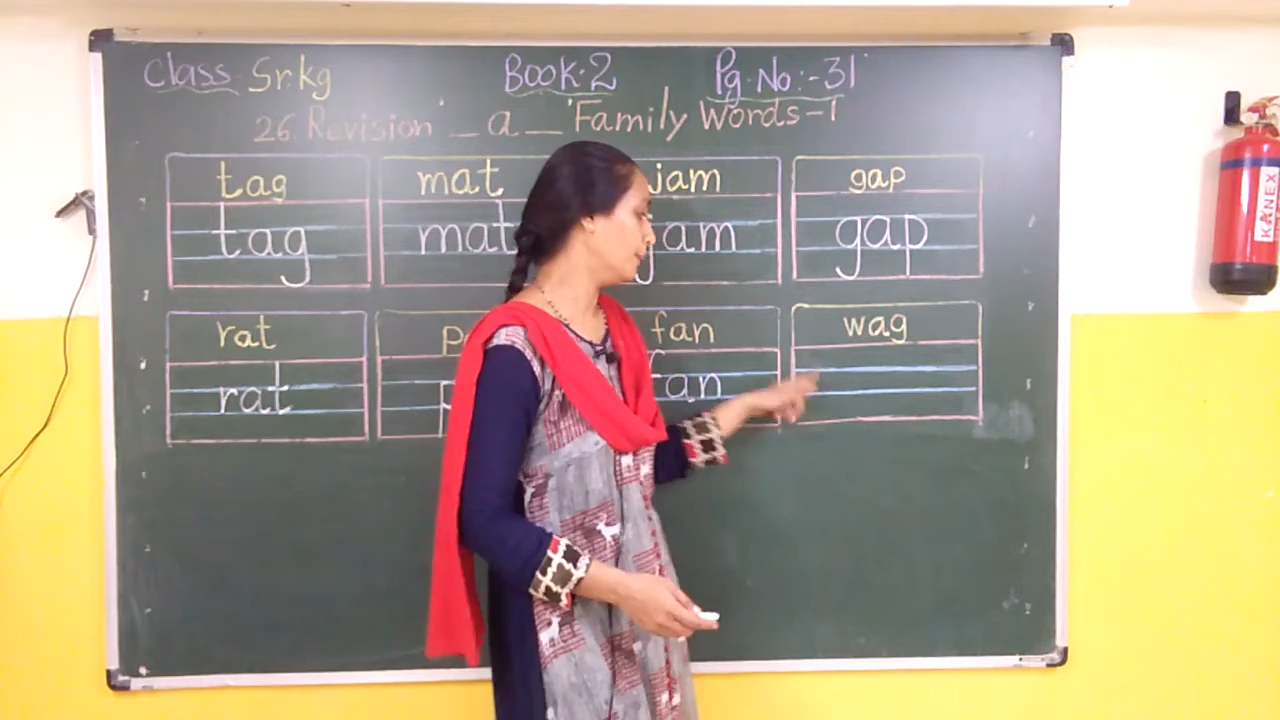 Class Sr.kg Book-2 Pg.No:-31
26. Revision _a_ Family Words-1
tag mat jam gap
tag mat jam gap
rat fan wag
rat fan
KANEX